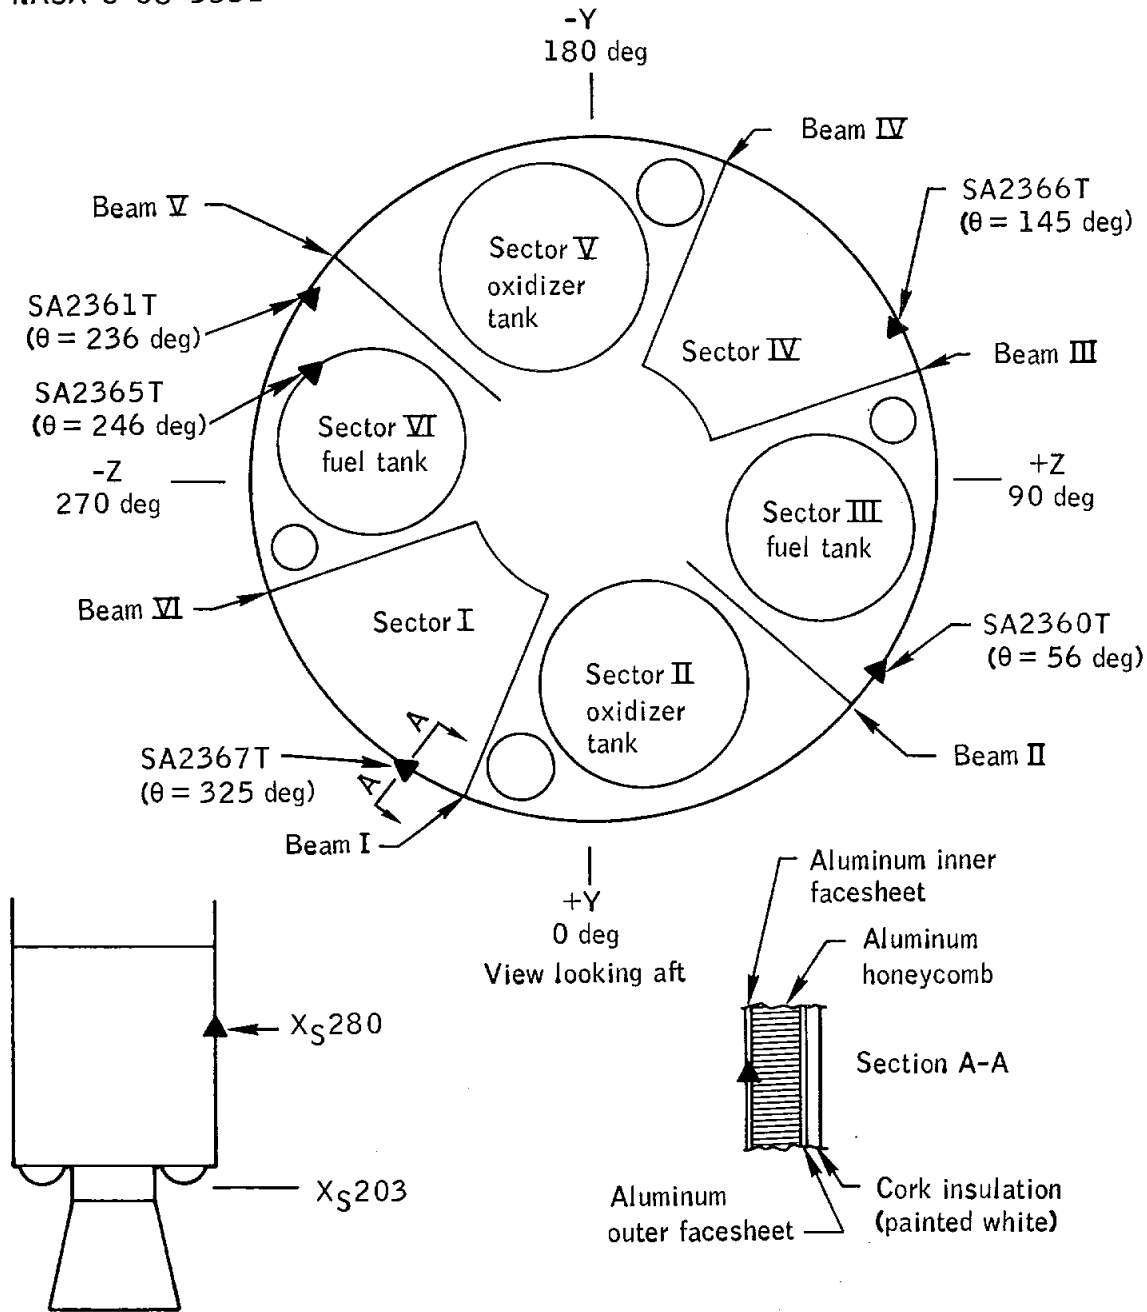 -Y
180 deg
Beam IV
Beam V
SA2366T
(θ = 145 deg)
SA2361T
(θ = 236 deg)
Sector V
oxidizer
tank
Sector IV
Beam III
SA2365T
(θ = 246 deg)
Sector VI
fuel tank
-Z
270 deg
+Z
90 deg
Sector III
fuel tank
Beam VI
Sector I
SA2360T
(θ = 56 deg)
Sector II
oxidizer
tank
A
SA2367T
(θ = 325 deg)
A
Beam II
Beam I
+Y
0 deg
View looking aft
Aluminum inner
facesheet
Aluminum
honeycomb
XS280
Section A-A
XS203
Aluminum
outer facesheet
Cork insulation
(painted white)